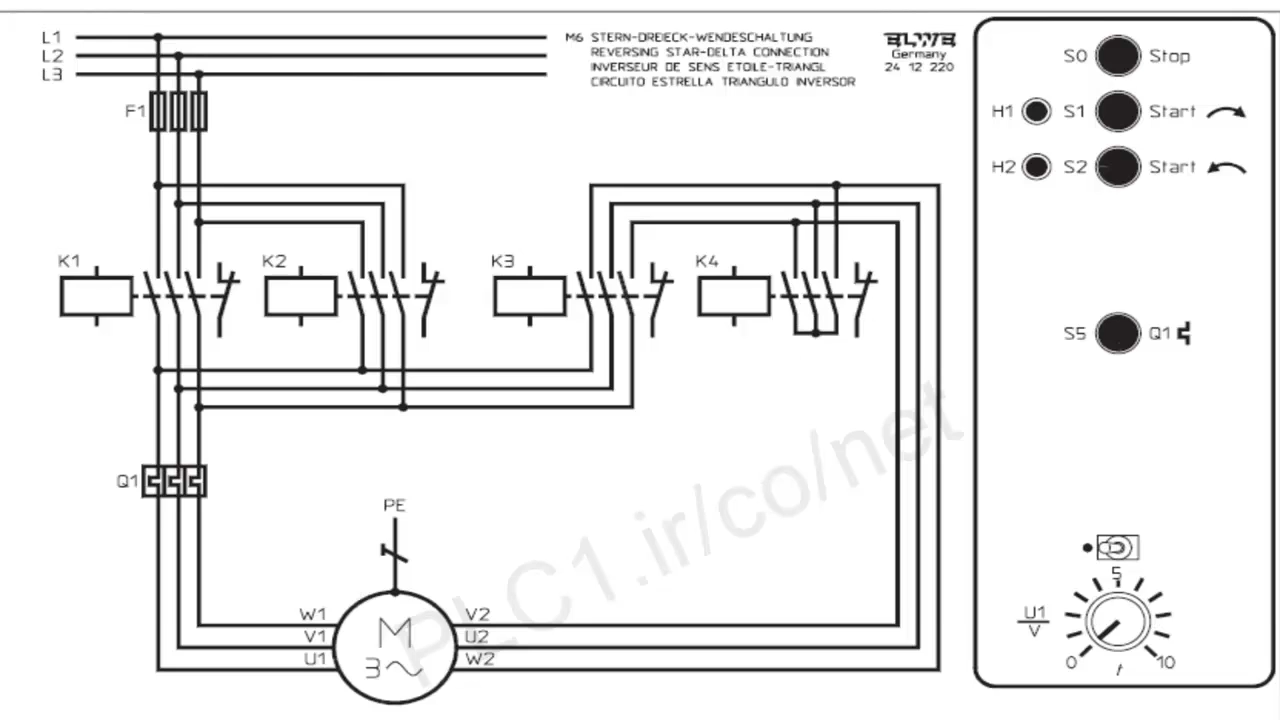 L1
L2
L3
M6 STERN-DREIECK-WENDESCHALTUNG
REVERSING STAR-DELTA CONNECTION
INVERSEUR DE SENS ETOILE-TRIANGL
CIRCUITO ESTRELLA TRIANGULO INVERSOR
ELWE
Germany
24 12 220
F1
K1
K2
K3
K4
Q1
PE
W1
V1
U1
M
3~
V2
U2
W2
S0 Stop
H1 S1 Start
H2 S2 Start
S5 Q1
5
U1
V
0 t 10
PLC1.ir/co/net